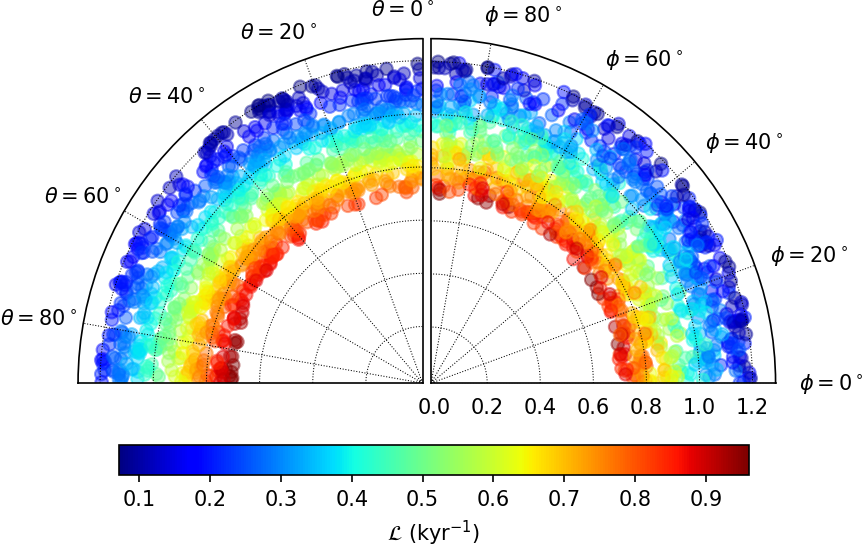 θ = 0° ϕ = 80°
θ = 20° ϕ = 60°
θ = 40° ϕ = 40°
θ = 60° ϕ = 20°
θ = 80° ϕ = 0°
0.0 0.2 0.4 0.6 0.8 1.0 1.2
0.1 0.2 0.3 0.4 0.5 0.6 0.7 0.8 0.9
ℒ (kyr⁻¹)